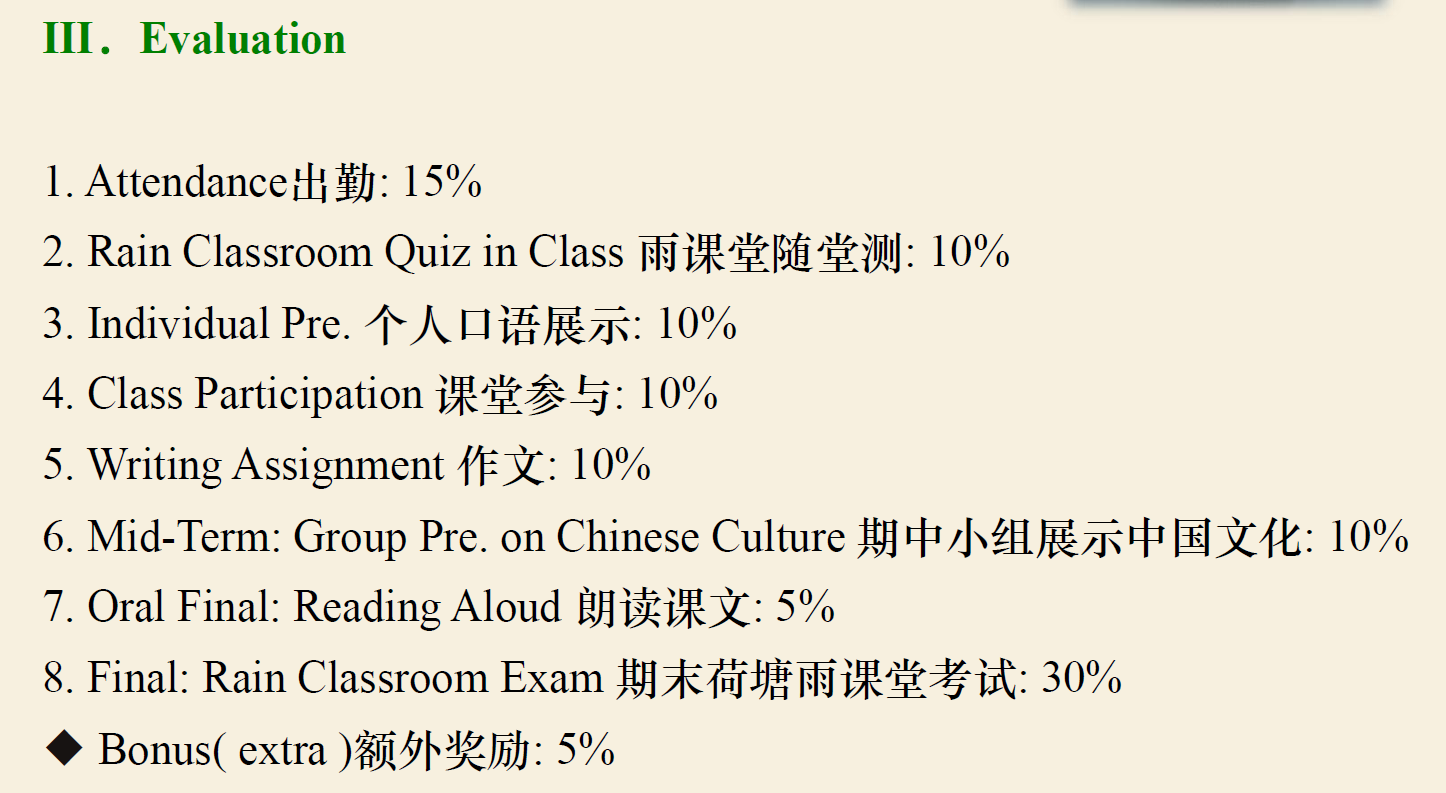 III．Evaluation
1. Attendance出勤: 15%
2. Rain Classroom Quiz in Class 雨课堂随堂测: 10%
3. Individual Pre. 个人口语展示: 10%
4. Class Participation 课堂参与: 10%
5. Writing Assignment 作文: 10%
6. Mid-Term: Group Pre. on Chinese Culture 期中小组展示中国文化: 10%
7. Oral Final: Reading Aloud 朗读课文: 5%
8. Final: Rain Classroom Exam 期末荷塘雨课堂考试: 30%
◆ Bonus( extra )额外奖励: 5%